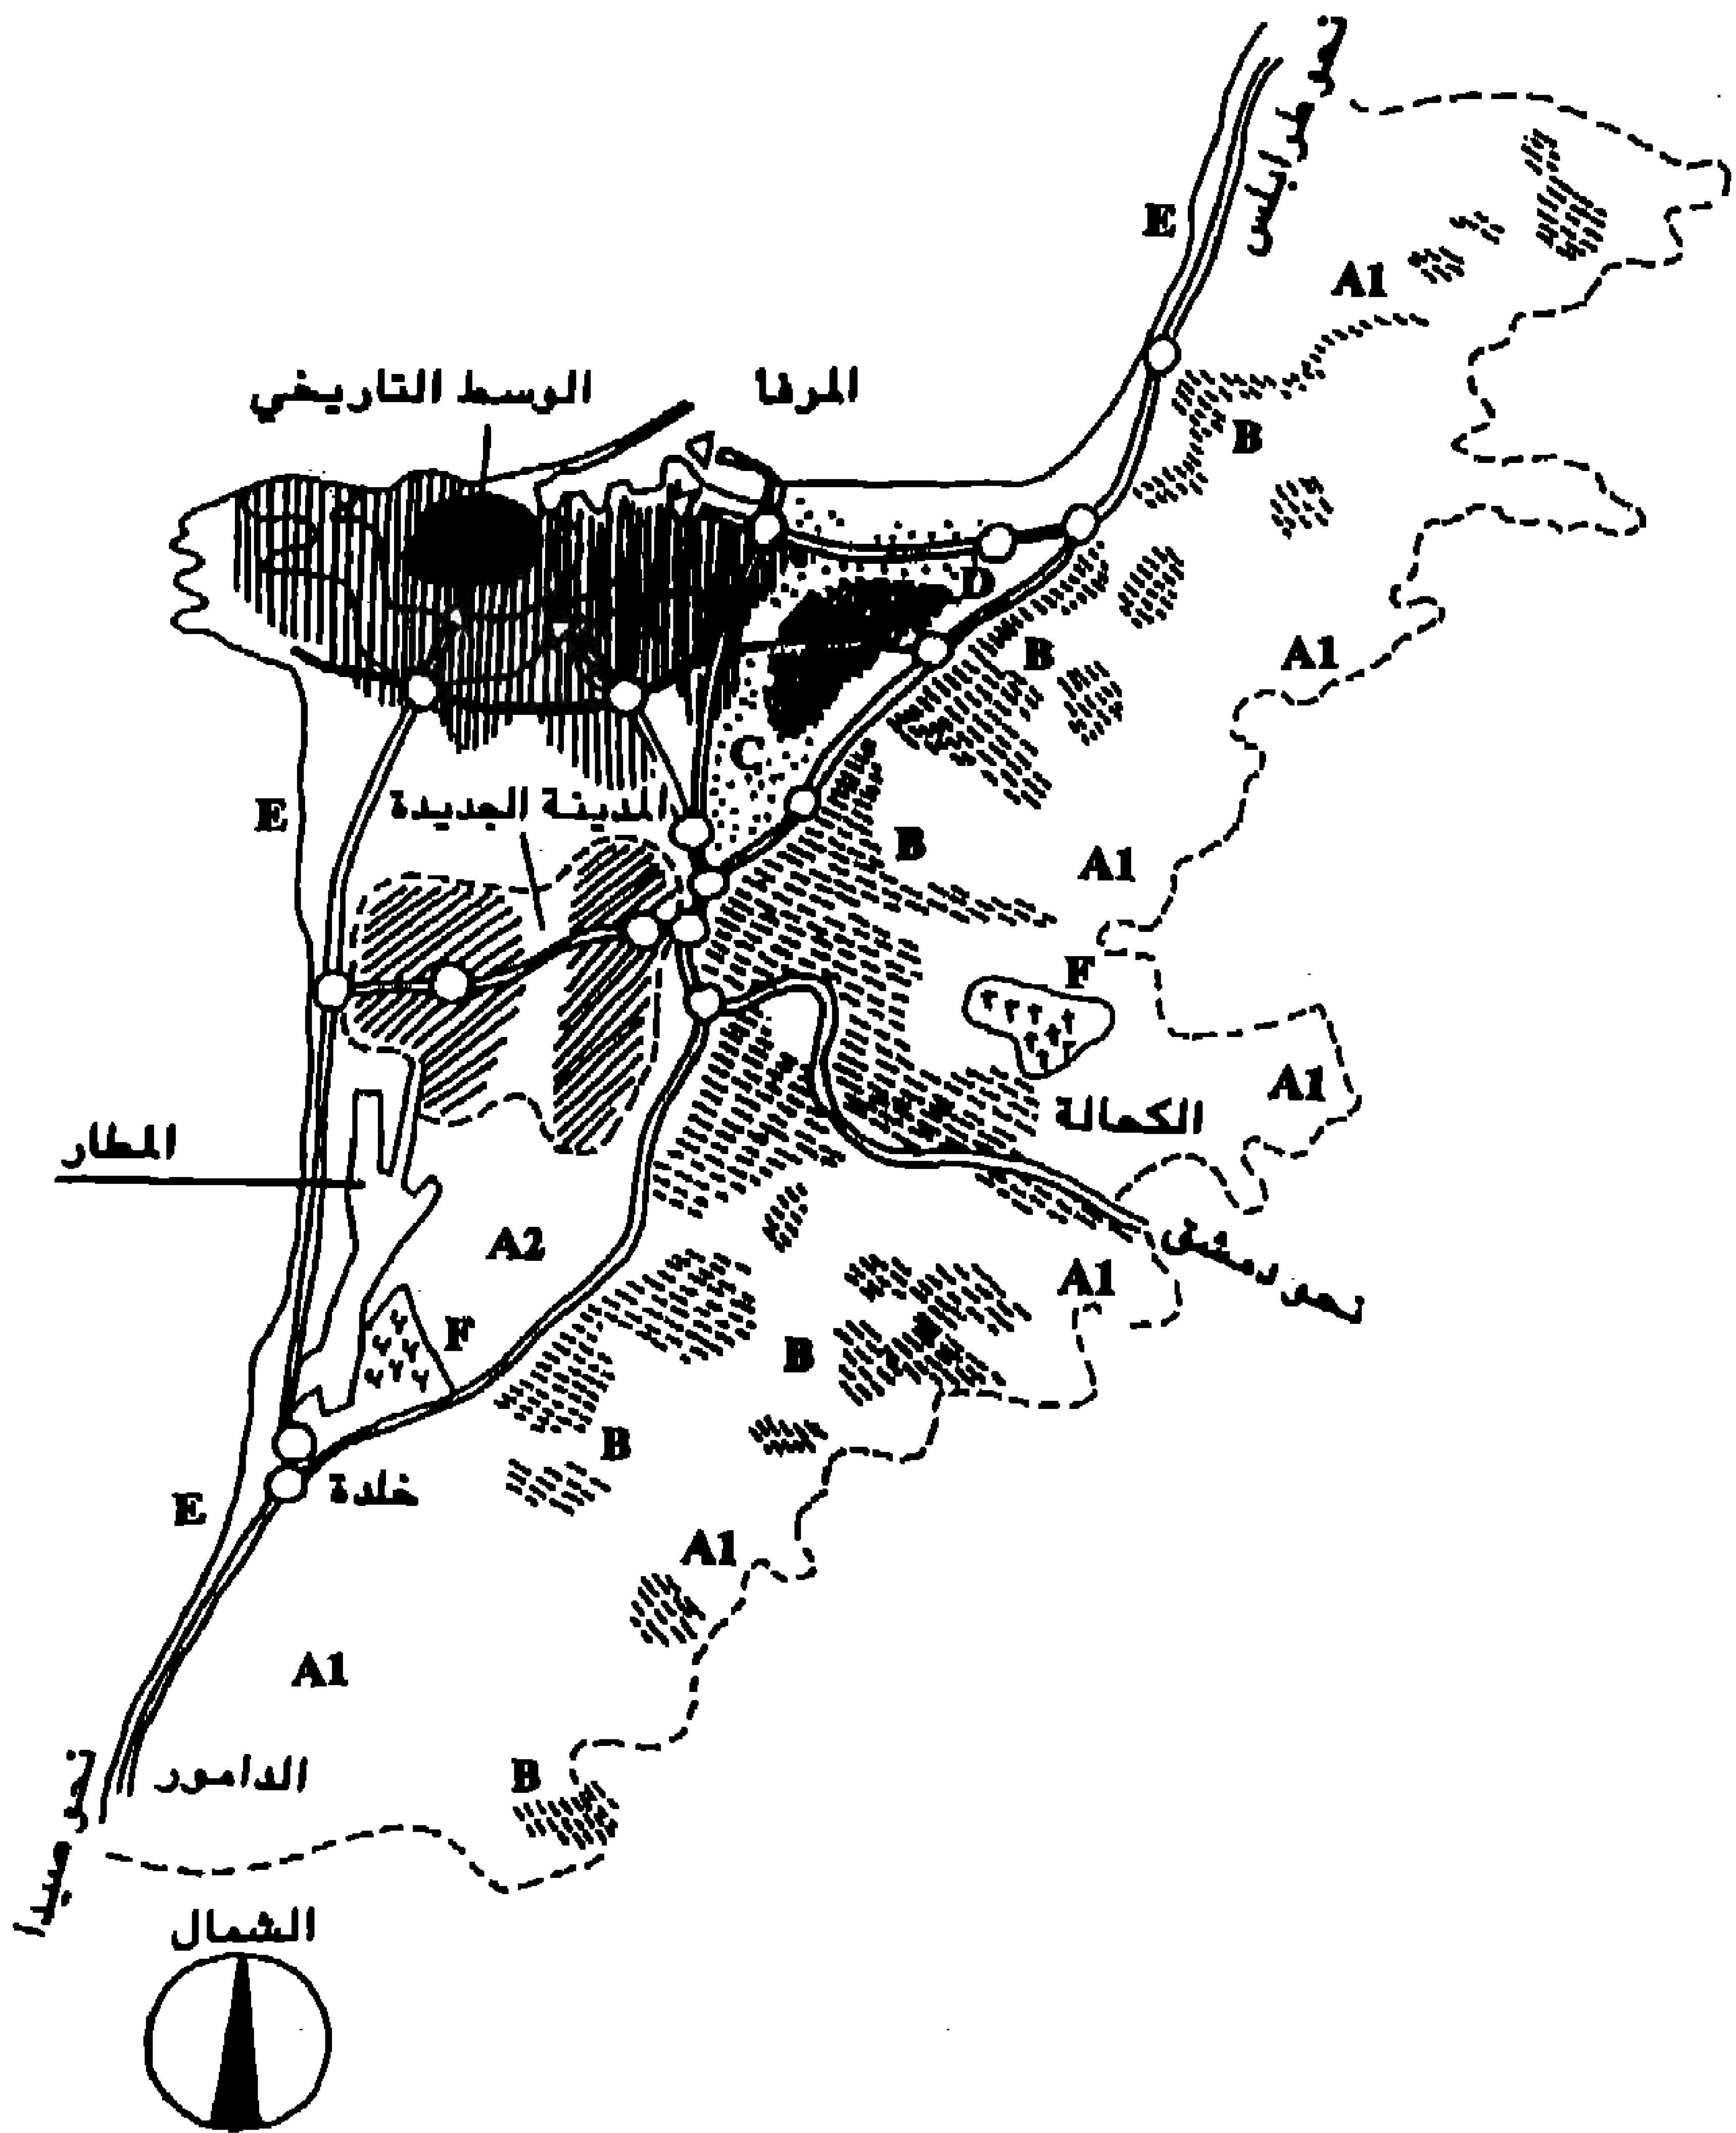 نحو طرابلس
E
A1
المرفا
الوسط التاريخي
B
D
B
A1
C
المدينة الجديدة
E
B
A1
F
A1
الكحالة
المطار
A2
نحو دمشق
A1
F
B
B
خلدة
E
A1
A1
الدامور
B
نحو صيدا
الشمال